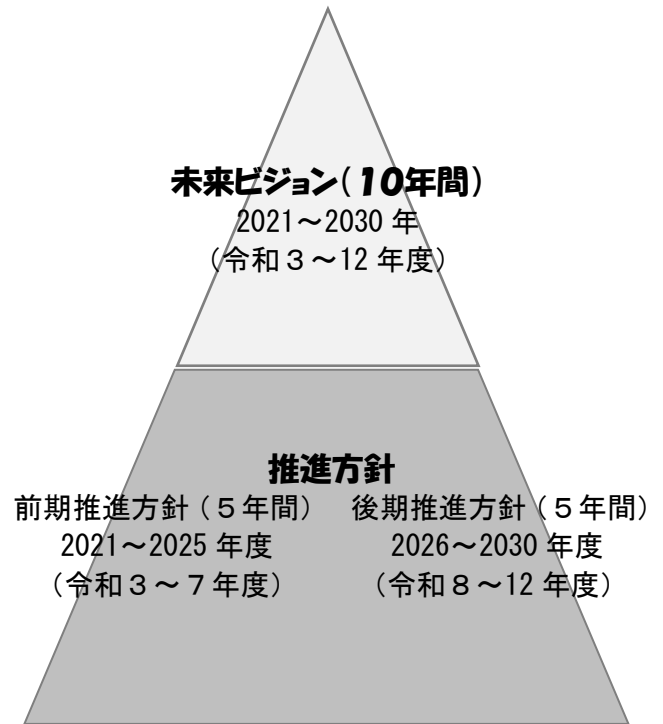 未来ビジョン(10年間)
2021～2030 年
(令和３～12 年度)
推進方針
前期推進方針(５年間)
2021～2025 年度
(令和３～７年度)
後期推進方針(５年間)
2026～2030 年度
(令和８～12 年度)